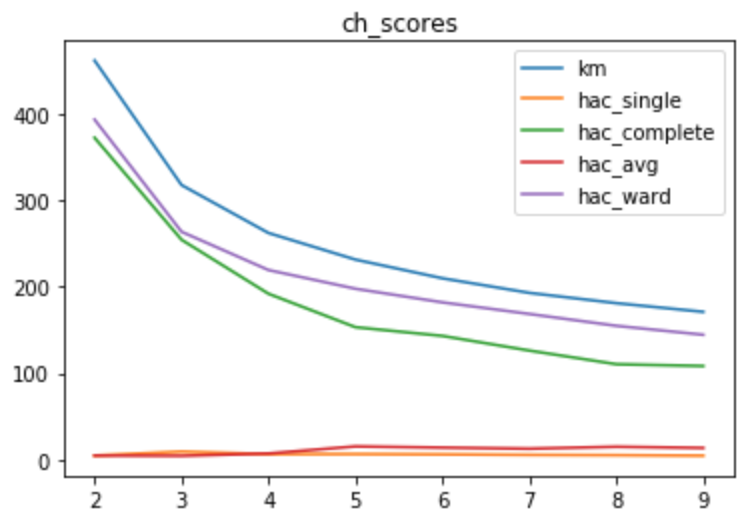 ch_scores
km
hac_single
hac_complete
hac_avg
hac_ward
400
300
200
100
0
2 3 4 5 6 7 8 9